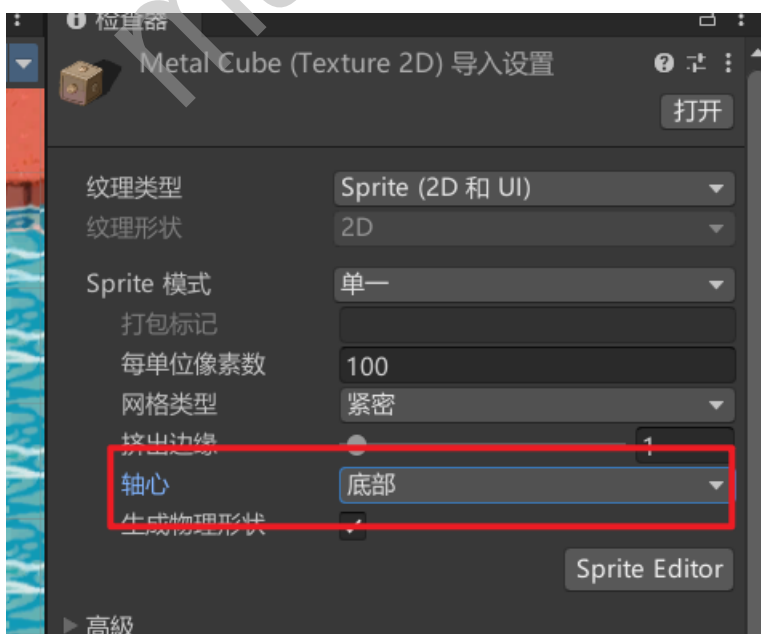 检查器
Metal Cube (Texture 2D) 导入设置
打开
纹理类型 Sprite (2D 和 UI)
纹理形状 2D
Sprite 模式 单一
打包标记
每单位像素数 100
网格类型 紧密
挤出边缘 1
轴心 底部
生成物理形状
Sprite Editor
高级